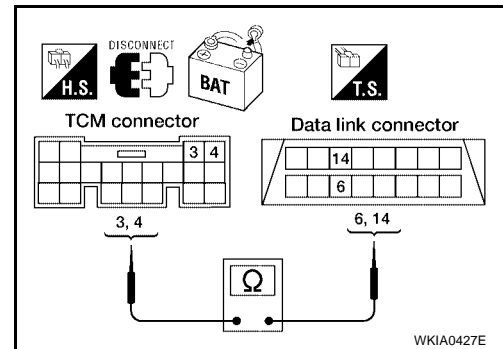 DISCONNECT
H.S.
BAT
T.S.
TCM connector
Data link connector
3 4
14
6
3, 4
6, 14
Ω
WKIA0427E